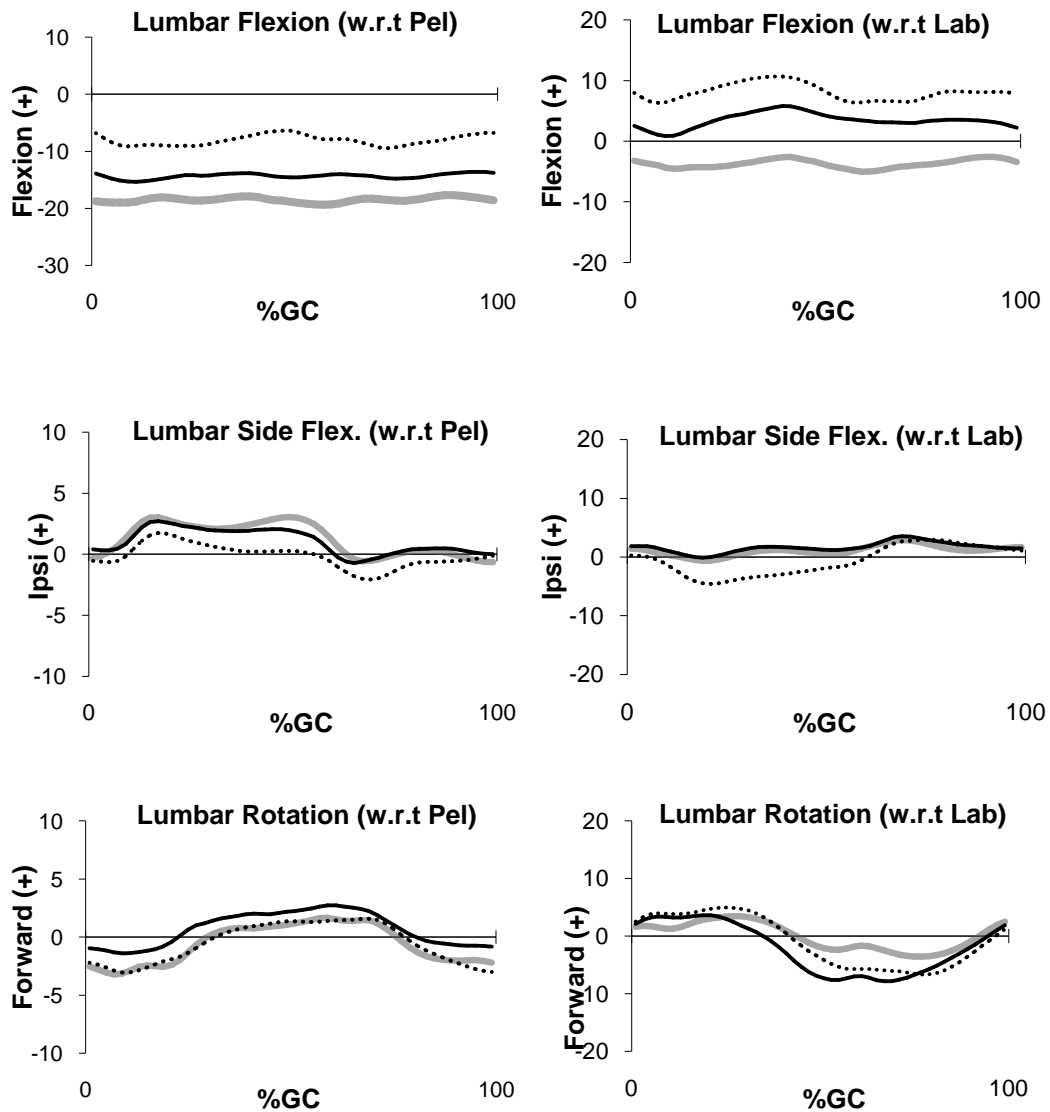 Lumbar Flexion (w.r.t Pel)
10
0
-10
-20
-30
Flexion (+)
0
100
%GC
Lumbar Flexion (w.r.t Lab)
20
10
0
-10
-20
Flexion (+)
0
100
%GC
Lumbar Side Flex. (w.r.t Pel)
10
5
0
-5
-10
Ipsi (+)
0
100
%GC
Lumbar Side Flex. (w.r.t Lab)
20
10
0
-10
-20
Ipsi (+)
0
100
%GC
Lumbar Rotation (w.r.t Pel)
10
5
0
-5
-10
Forward (+)
0
100
%GC
Lumbar Rotation (w.r.t Lab)
20
10
0
-10
-20
Forward (+)
0
100
%GC